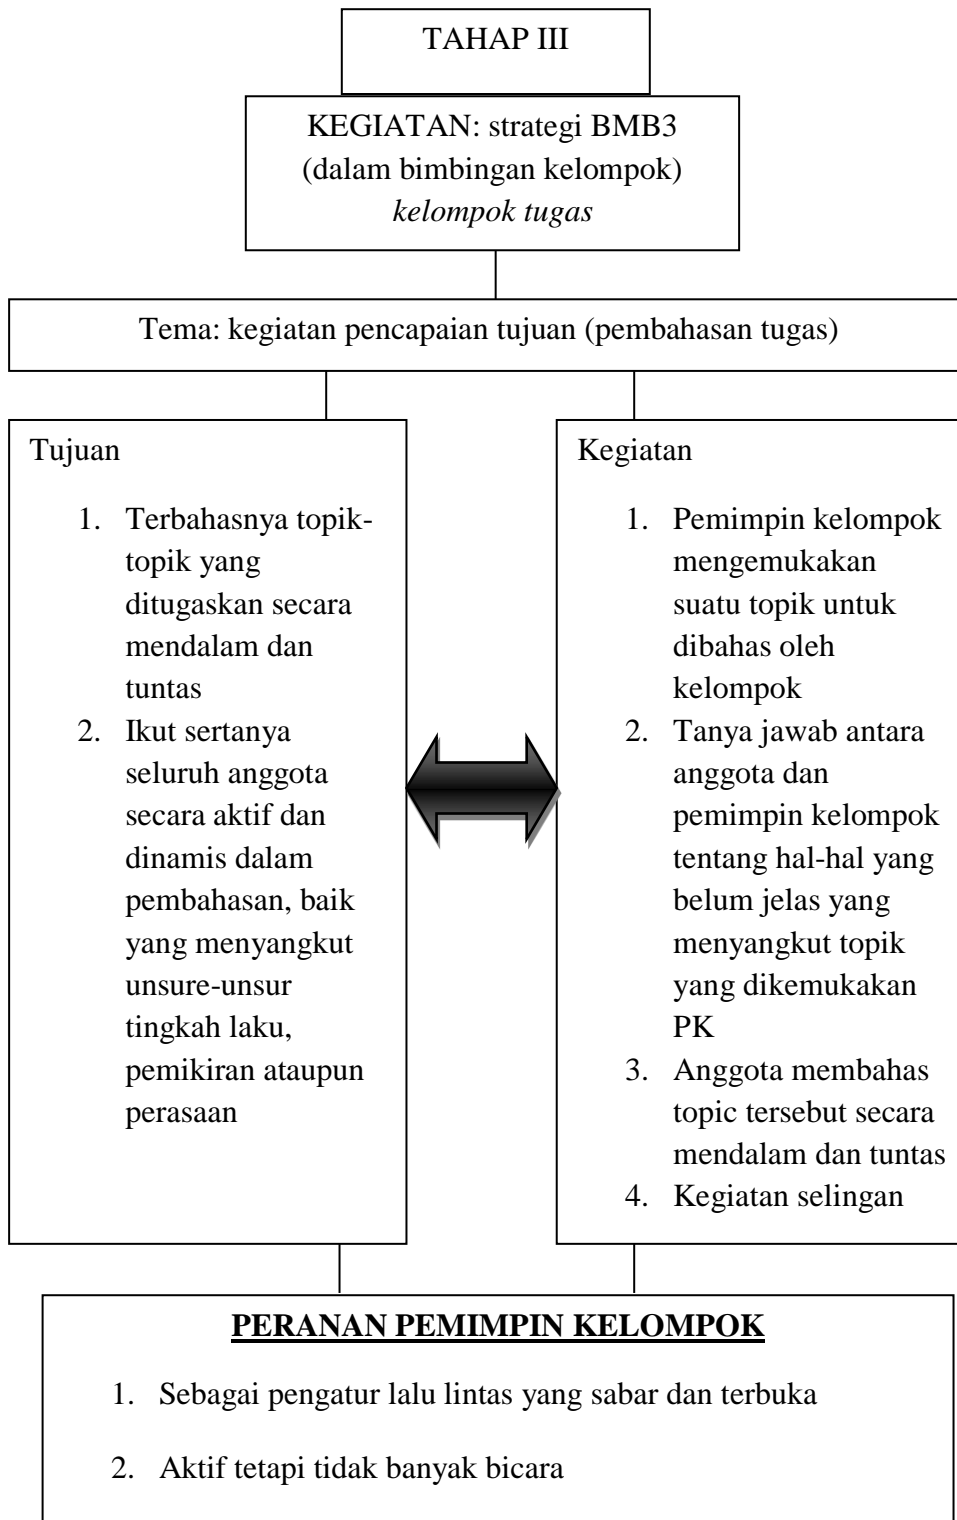 TAHAP III
KEGIATAN: strategi BMB3
(dalam bimbingan kelompok)
kelompok tugas
Tema: kegiatan pencapaian tujuan (pembahasan tugas)
Tujuan
1. Terbahasnya topik-
topik yang
ditugaskan secara
mendalam dan
tuntas
2. Ikut sertanya
seluruh anggota
secara aktif dan
dinamis dalam
pembahasan, baik
yang menyangkut
unsure-unsur
tingkah laku,
pemikiran ataupun
perasaan
Kegiatan
1. Pemimpin kelompok
mengemukakan
suatu topik untuk
dibahas oleh
kelompok
2. Tanya jawab antara
anggota dan
pemimpin kelompok
tentang hal-hal yang
belum jelas yang
menyangkut topik
yang dikemukakan
PK
3. Anggota membahas
topic tersebut secara
mendalam dan tuntas
4. Kegiatan selingan
PERANAN PEMIMPIN KELOMPOK
1. Sebagai pengatur lalu lintas yang sabar dan terbuka
2. Aktif tetapi tidak banyak bicara